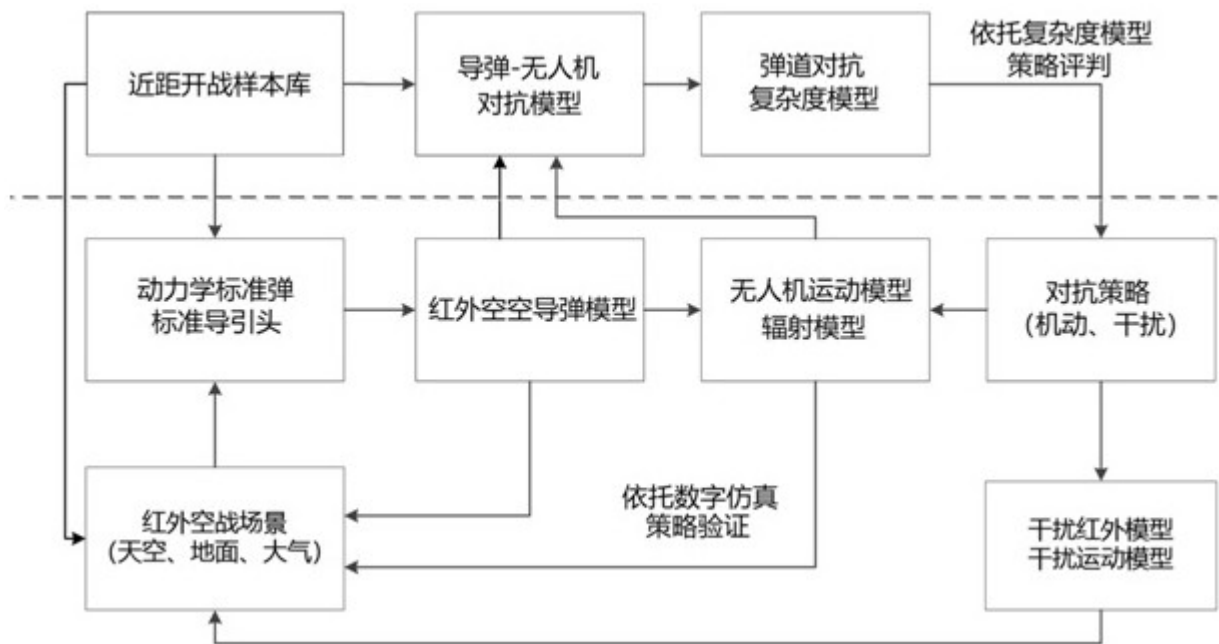 近距开战样本库
导弹-无人机
对抗模型
弹道对抗
复杂度模型
依托复杂度模型
策略评判
动力学标准弹
标准导引头
红外空空导弹模型
无人机运动模型
辐射模型
对抗策略
（机动、干扰）
红外空战场景
（天空、地面、大气）
依托数字仿真
策略验证
干扰红外模型
干扰运动模型